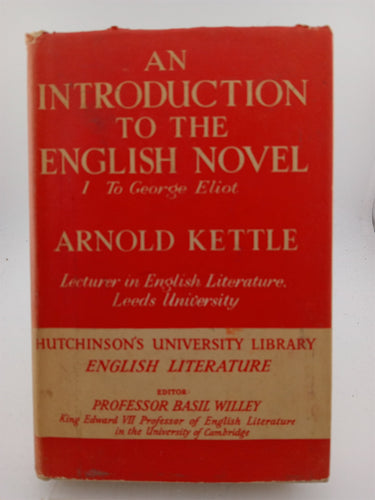 AN
INTRODUCTION
TO THE
ENGLISH NOVEL
I To George Eliot
ARNOLD KETTLE
Lecturer in English Literature,
Leeds University
HUTCHINSON'S UNIVERSITY LIBRARY
ENGLISH LITERATURE
EDITOR
PROFESSOR BASIL WILLEY
King Edward VII Professor of English Literature
in the University of Cambridge